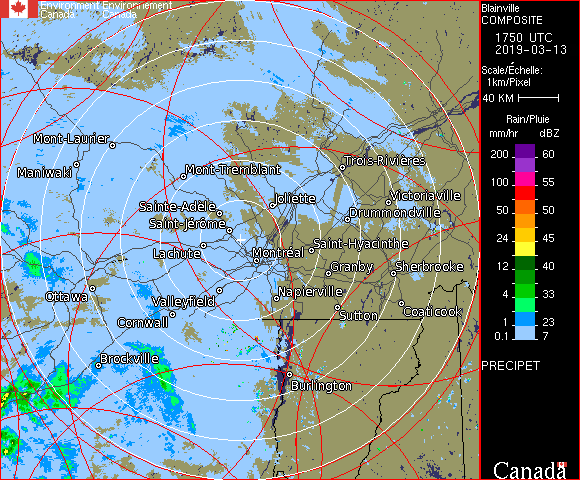 Environment Environnement
Canada Canada
Blainville
COMPOSITE
1750 UTC
2019-03-13
Scale/Échelle:
1km/Pixel
40 KM
Rain/Pluie
mm/hr dBZ
200 60
100 55
50 50
24 45
12 40
4 33
1 23
0.1 7
PRECIPET
Canada
Mont-Laurier
Maniwaki
Mont-Tremblant
Trois-Rivières
Sainte-Adèle
Joliette
Victoriaville
Saint-Jérôme
Drummondville
Lachute
Montréal
Saint-Hyacinthe
Granby
Sherbrooke
Ottawa
Valleyfield
Napierville
Cornwall
Sutton
Coaticook
Brockville
Burlington